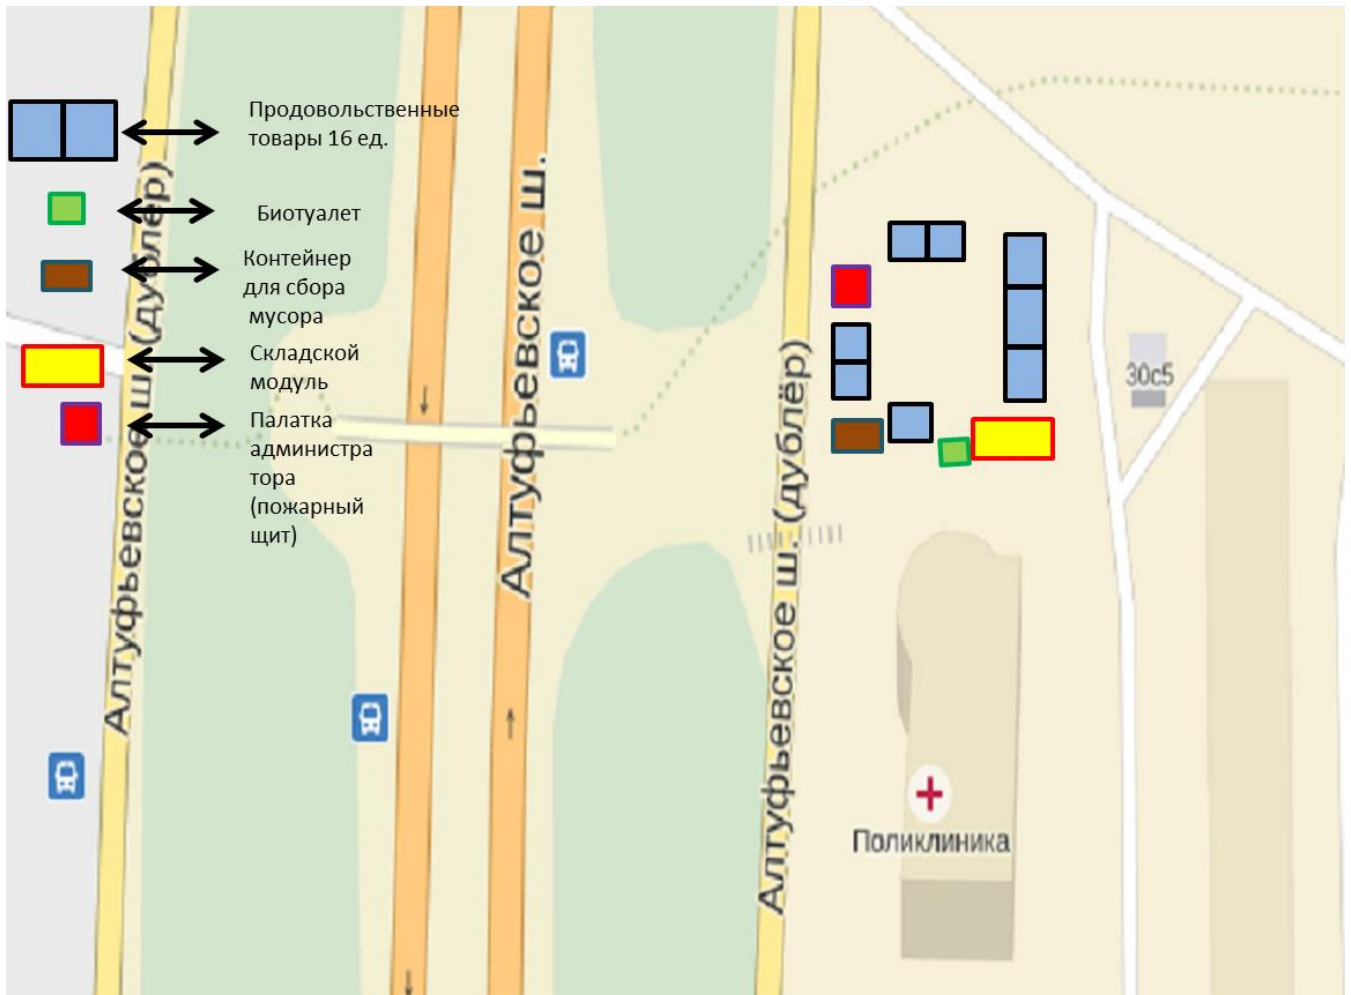 Продовольственные
товары 16 ед.
Биотуалет
Контейнер
для сбора
мусора
Складской
модуль
Палатка
администра
тора
(пожарный
щит)
Алтуфьевское ш (дублёр)
Алтуфьевское ш.
Алтуфьевское ш. (дублёр)
30с5
Поликлиника